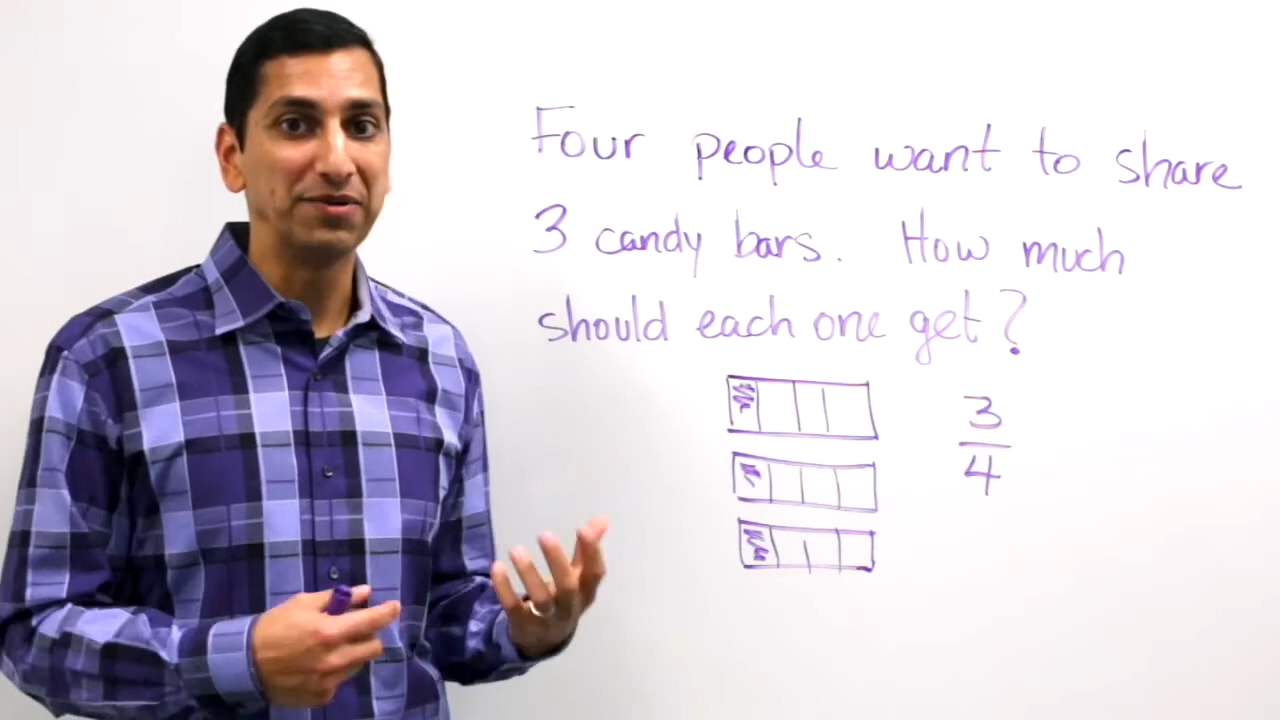 Four people want to share
3 candy bars. How much
should each one get?
3
4